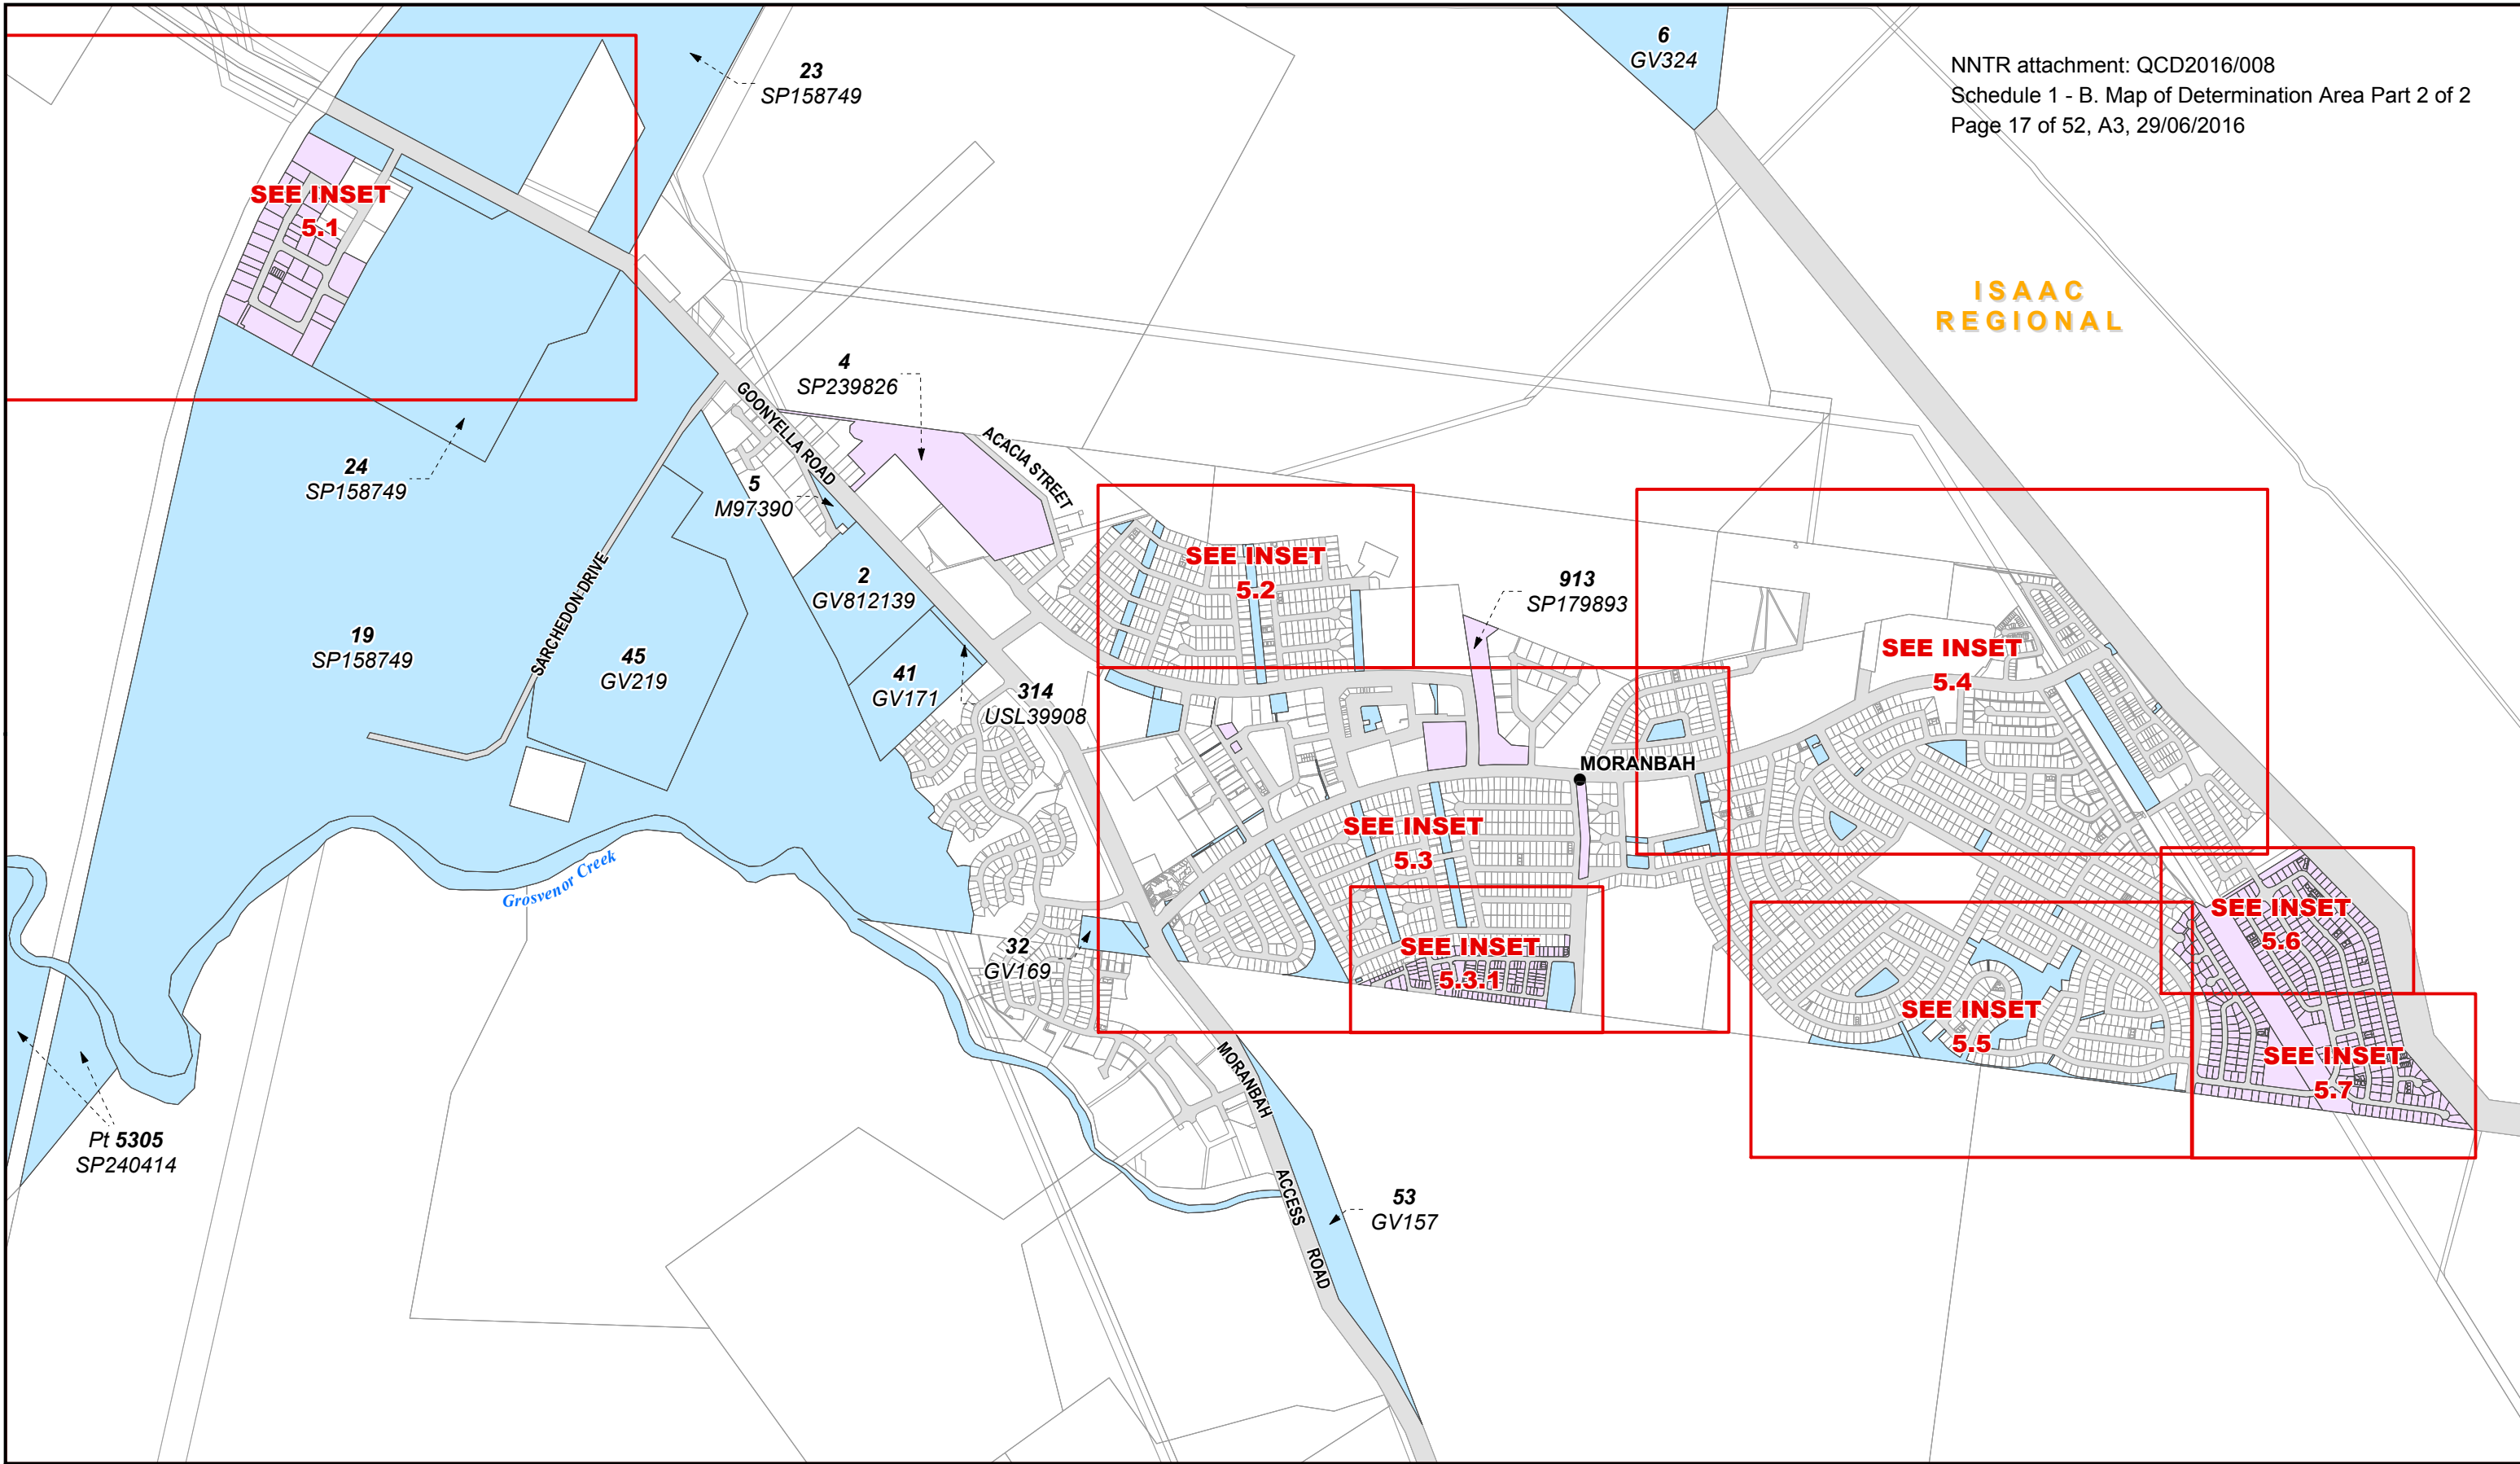 NNTR attachment: QCD2016/008
Schedule 1 - B. Map of Determination Area Part 2 of 2
Page 17 of 52, A3, 29/06/2016
6
GV324
23
SP158749
SEE INSET
5.1
ISAAC
REGIONAL
4
SP239826
GOONYELLA ROAD
ACACIA STREET
24
SP158749
5
M97390
SEE INSET
5.2
2
GV812139
913
SP179893
SARCHEDON DRIVE
19
SP158749
45
GV219
41
GV171
314
USL39908
SEE INSET
5.4
MORANBAH
SEE INSET
5.3
Grosvenor Creek
32
GV169
SEE INSET
5.3.1
SEE INSET
5.6
SEE INSET
5.5
SEE INSET
5.7
MORANBAH
ACCESS
ROAD
Pt 5305
SP240414
53
GV157